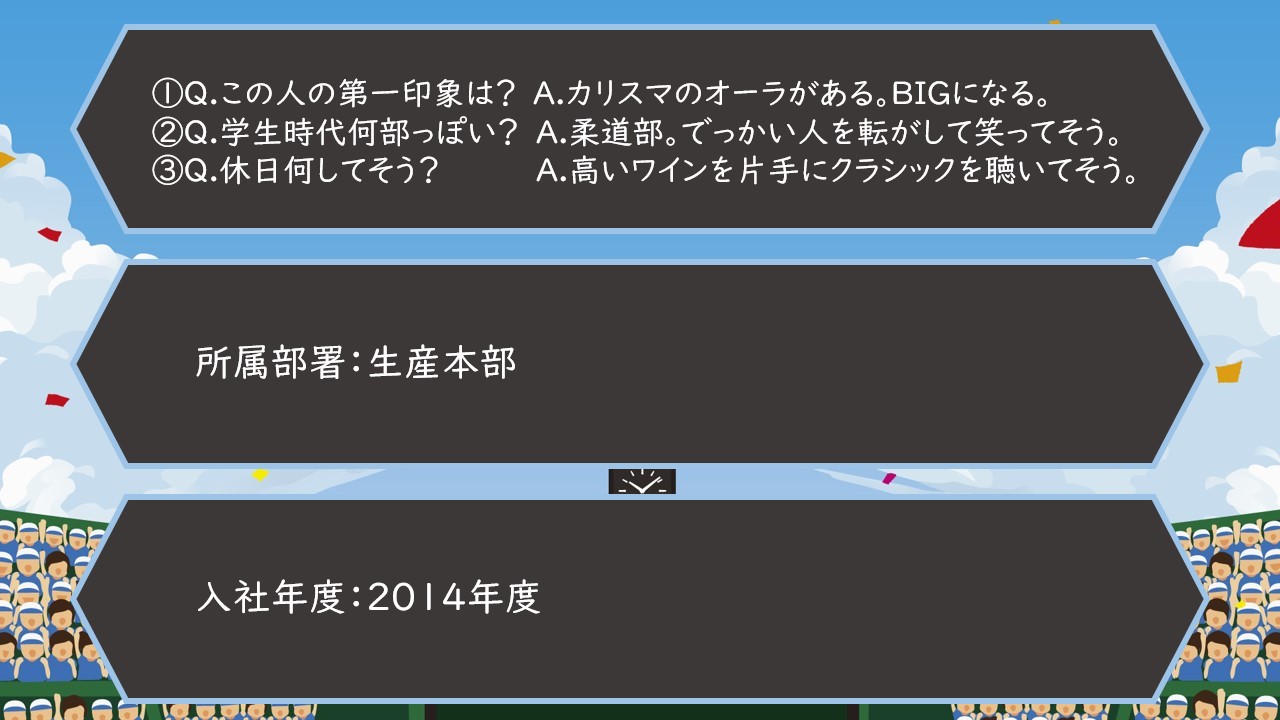 ①Q.この人の第一印象は? A.カリスマのオーラがある。BIGになる。
②Q.学生時代何部っぽい? A.柔道部。でっかい人を転がして笑ってそう。
③Q.休日何してそう? A.高いワインを片手にクラシックを聴いてそう。
所属部署:生産本部
入社年度:2014年度